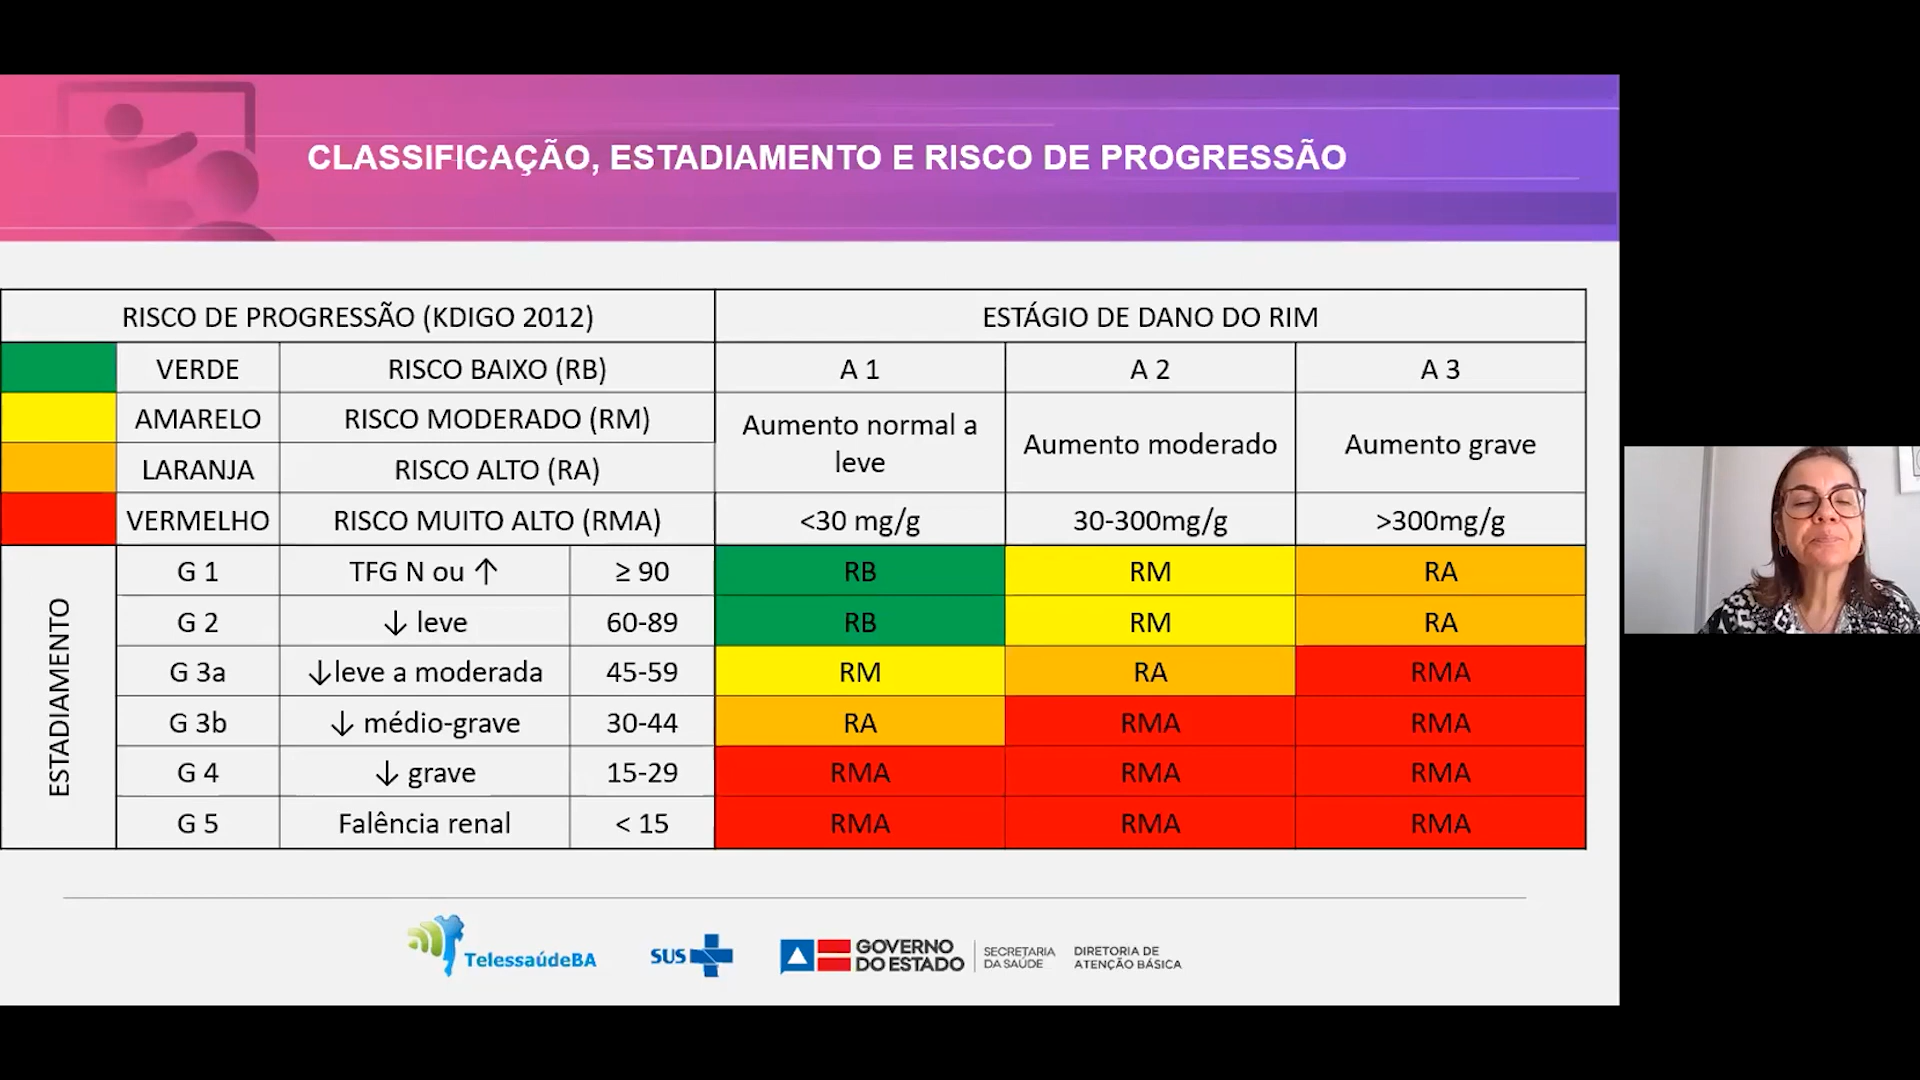 CLASSIFICAÇÃO, ESTADIAMENTO E RISCO DE PROGRESSÃO
RISCO DE PROGRESSÃO (KDIGO 2012) ESTÁGIO DE DANO DO RIM
VERDE RISCO BAIXO (RB) A 1 A 2 A 3
AMARELO RISCO MODERADO (RM) Aumento normal a
leve Aumento moderado Aumento grave
LARANJA RISCO ALTO (RA)
VERMELHO RISCO MUITO ALTO (RMA) <30 mg/g 30-300mg/g >300mg/g
ESTADIAMENTO
G 1 TFG N ou ↑ ≥ 90 RB RM RA
G 2 ↓ leve 60-89 RB RM RA
G 3a ↓leve a moderada 45-59 RM RA RMA
G 3b ↓ médio-grave 30-44 RA RMA RMA
G 4 ↓ grave 15-29 RMA RMA RMA
G 5 Falência renal < 15 RMA RMA RMA
TelessaúdeBA
SUS
GOVERNO
DO ESTADO
SECRETARIA
DA SAÚDE
DIRETORIA DE
ATENÇÃO BÁSICA